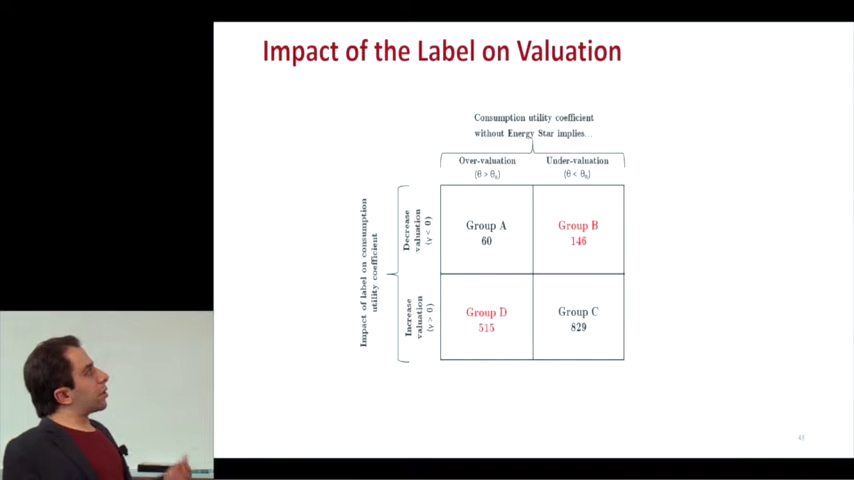 Impact of the Label on Valuation
Consumption utility coefficient
without Energy Star implies...
Over-valuation
(θ > θ₀)
Under-valuation
(θ < θ₀)
Impact of label on consumption
utility coefficient
Decrease
valuation
(γ < 0)
Group A
60
Group B
146
Increase
valuation
(γ > 0)
Group D
515
Group C
829